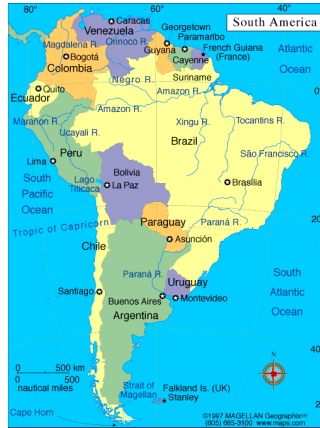 80°
60°
40°
South America
Caracas
Venezuela
Orinoco R.
Georgetown
Paramaribo
Magdalena R.
Bogotá
Colombia
Guyana
Cayenne
French Guiana
(France)
Suriname
Atlantic
Ocean
Negro R.
Quito
Ecuador
Amazon R.
Amazon R.
0°
Marañon R.
Ucayali R.
Xingu R.
Tocantins R.
Brazil
São Francisco R.
Lima
Peru
Bolivia
Lago
Titicaca
La Paz
Brasília
South
Pacific
Ocean
20
Tropic of Capricorn
Paraguay
Paraná R.
Asunción
Chile
Paraná R.
Uruguay
Santiago
Buenos Aires
Montevideo
Argentina
South
Atlantic
Ocean
40
0
500 km
0
500
nautical miles
N
Strait of
Magellan
Falkland Is. (UK)
Stanley
Cape Horn
©1997 MAGELLAN Geographix℠
(805) 685-3100 www.maps.com